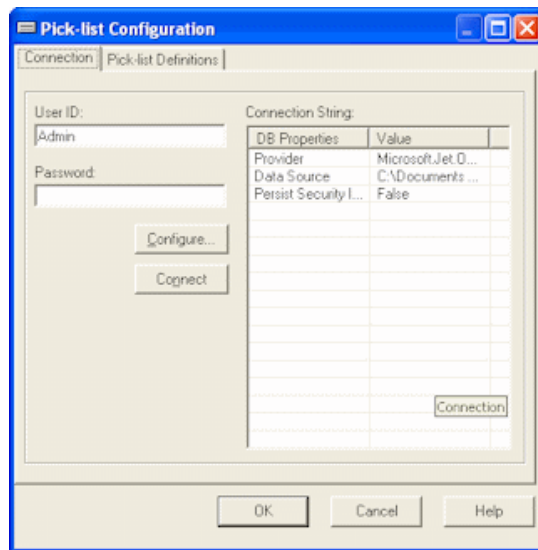 Pick-list Configuration
Connection Pick-list Definitions
User ID:
Admin
Password:
Configure...
Connect
Connection String:
DB Properties Value
Provider Microsoft.Jet.O...
Data Source C:\Documents ...
Persist Security I... False
Connection
OK Cancel Help